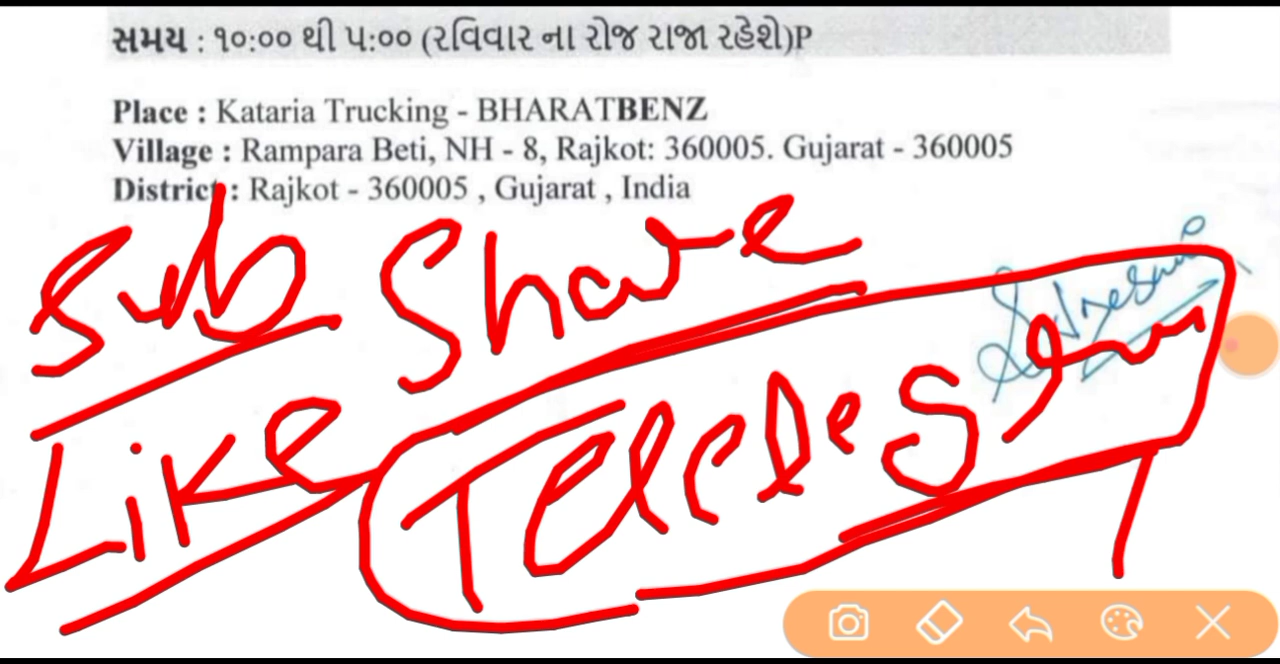 સમય : ૧૦:૦૦ થી ૫:૦૦ (રવિવાર ના રોજ રાજા રહેશે)P
Place : Kataria Trucking - BHARATBENZ
Village : Rampara Beti, NH - 8, Rajkot: 360005. Gujarat - 360005
District : Rajkot - 360005 , Gujarat , India
Sub Share
Like